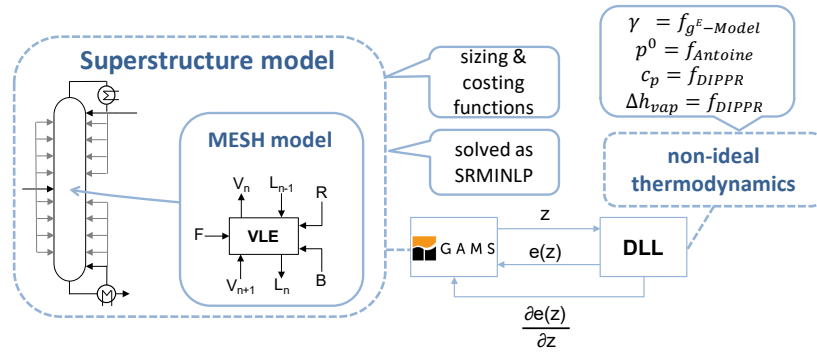 Superstructure model
MESH model
V_n
L_{n-1}
R
F
VLE
V_{n+1}
L_n
B
M
sizing &
costing
functions
solved as
SRMINLP
γ = f_{g^E-Model}
p^0 = f_{Antoine}
c_p = f_{DIPPR}
Δh_{vap} = f_{DIPPR}
non-ideal
thermodynamics
GAMS
z
e(z)
DLL
∂e(z)
∂z